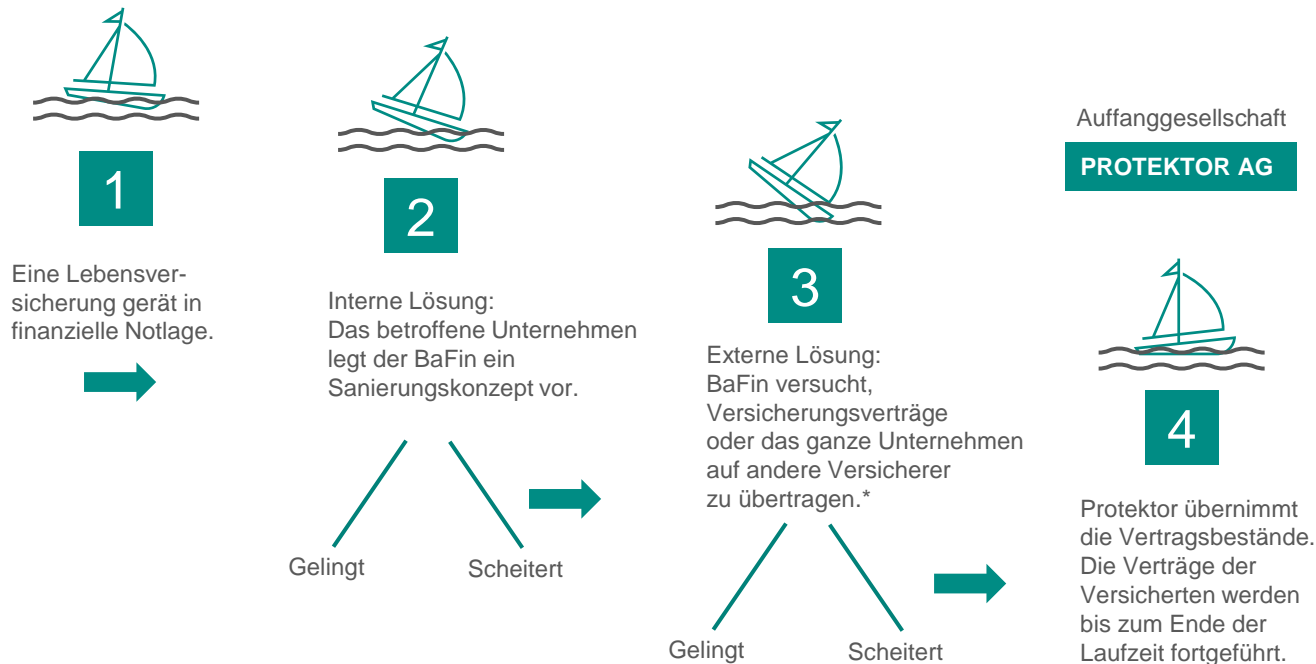 1
Eine Lebensver-
sicherung gerät in
finanzielle Notlage.
2
Interne Lösung:
Das betroffene Unternehmen
legt der BaFin ein
Sanierungskonzept vor.
Gelingt
Scheitert
3
Externe Lösung:
BaFin versucht,
Versicherungsverträge
oder das ganze Unternehmen
auf andere Versicherer
zu übertragen.*
Gelingt
Scheitert
Auffanggesellschaft
PROTEKTOR AG
4
Protektor übernimmt
die Vertragsbestände.
Die Verträge der
Versicherten werden
bis zum Ende der
Laufzeit fortgeführt.